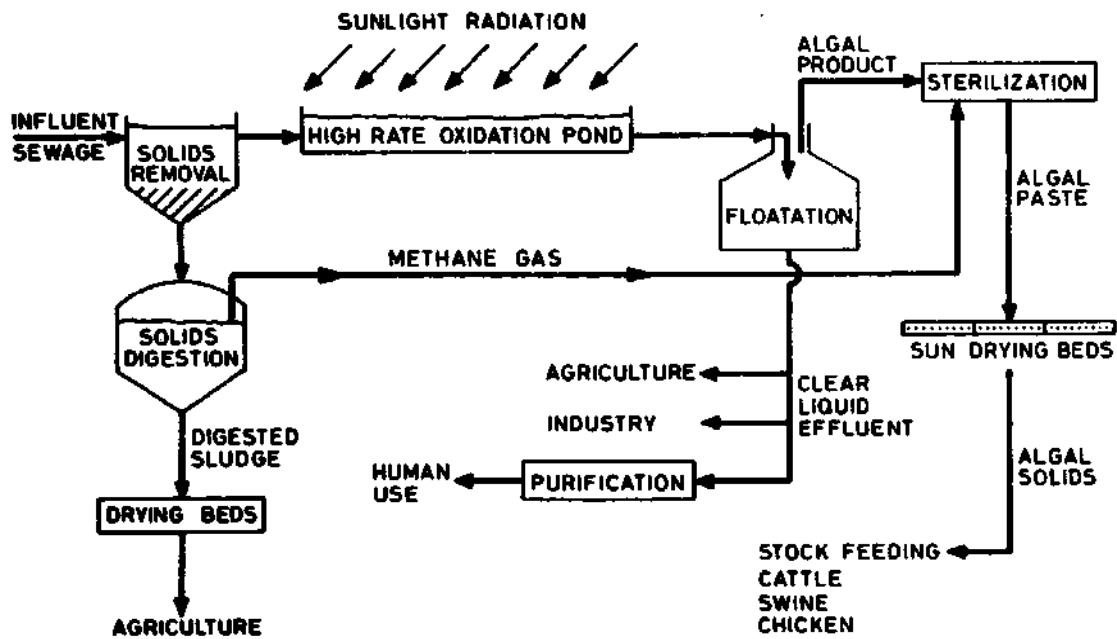 SUNLIGHT RADIATION
ALGAL
PRODUCT
STERILIZATION
INFLUENT
SEWAGE
SOLIDS
REMOVAL
HIGH RATE OXIDATION POND
FLOATATION
ALGAL
PASTE
METHANE GAS
SOLIDS
DIGESTION
SUN DRYING BEDS
AGRICULTURE
CLEAR
LIQUID
EFFLUENT
INDUSTRY
DIGESTED
SLUDGE
HUMAN
USE
PURIFICATION
ALGAL
SOLIDS
DRYING BEDS
STOCK FEEDING
CATTLE
SWINE
CHICKEN
AGRICULTURE